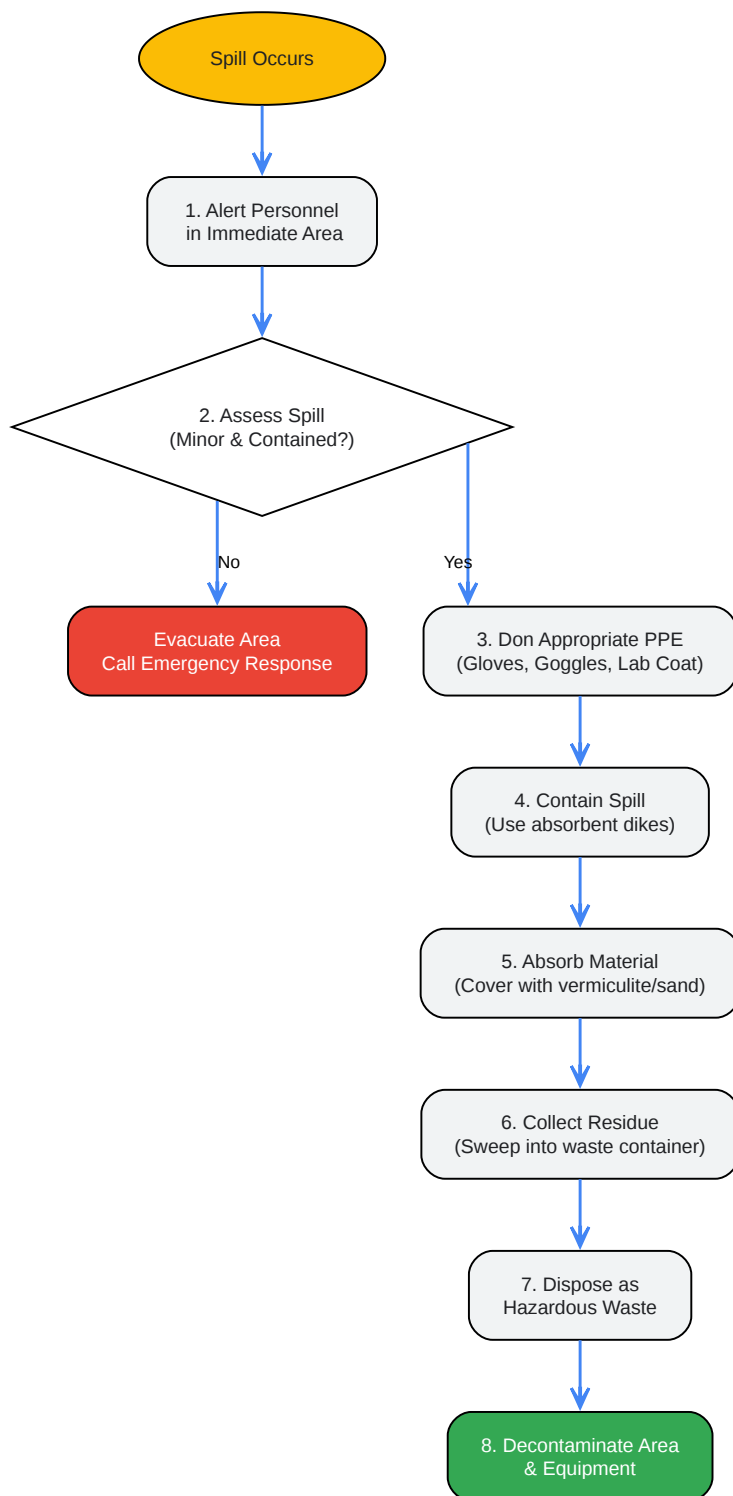 Spill Occurs
1. Alert Personnel
in Immediate Area
2. Assess Spill
(Minor & Contained?)
No
Yes
Evacuate Area
Call Emergency Response
3. Don Appropriate PPE
(Gloves, Goggles, Lab Coat)
4. Contain Spill
(Use absorbent dikes)
5. Absorb Material
(Cover with vermiculite/sand)
6. Collect Residue
(Sweep into waste container)
7. Dispose as
Hazardous Waste
8. Decontaminate Area
& Equipment